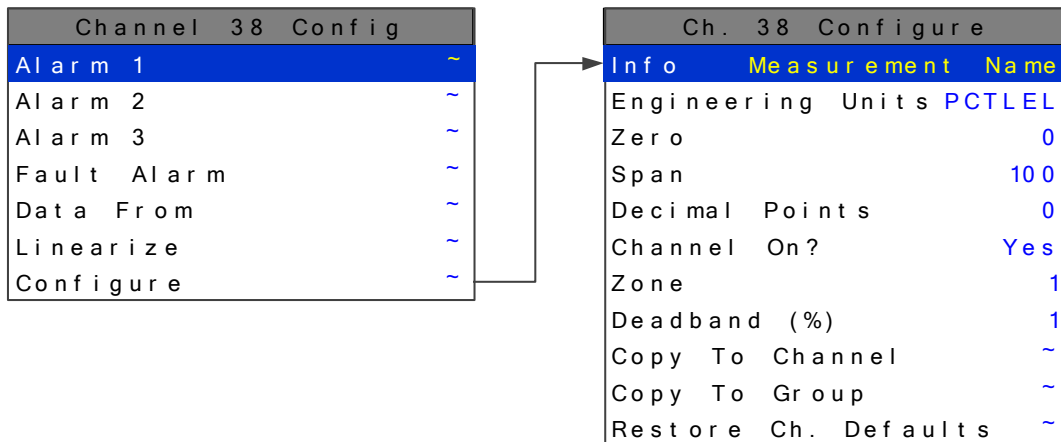 Channel 38 Config
Alarm 1 ~
Alarm 2 ~
Alarm 3 ~
Fault Alarm ~
Data From ~
Linearize ~
Configure ~
Ch. 38 Configure
Info Measurement Name
Engineering Units PCTLEL
Zero 0
Span 100
Decimal Points 0
Channel On? Yes
Zone 1
Deadband (%) 1
Copy To Channel ~
Copy To Group ~
Restore Ch. Defaults ~